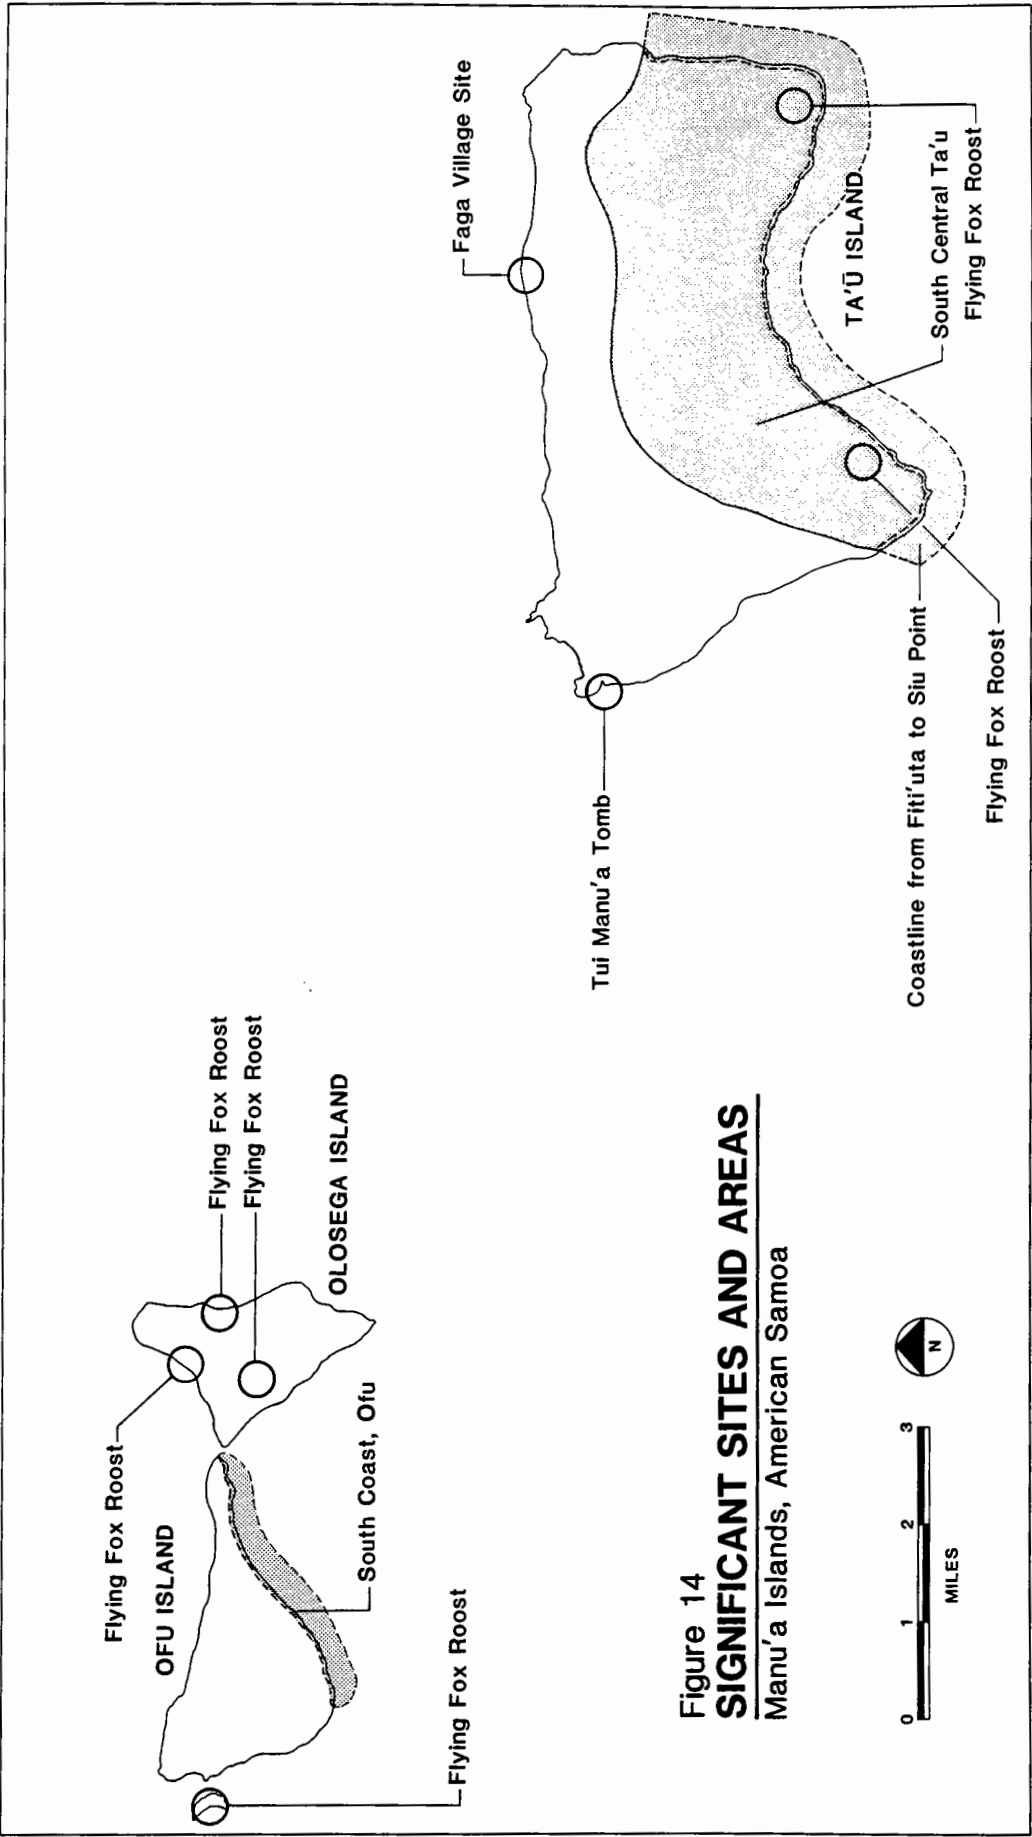 Flying Fox Roost
OFU ISLAND
Flying Fox Roost
Flying Fox Roost
OLOSEGA ISLAND
South Coast, Ofu
Flying Fox Roost
Faga Village Site
Tui Manu'a Tomb
TA'Ū ISLAND
South Central Ta'u
Flying Fox Roost
Coastline from Fiti'uta to Siu Point
Flying Fox Roost
Figure 14
SIGNIFICANT SITES AND AREAS
Manu'a Islands, American Samoa
0 1 2 3
MILES
N